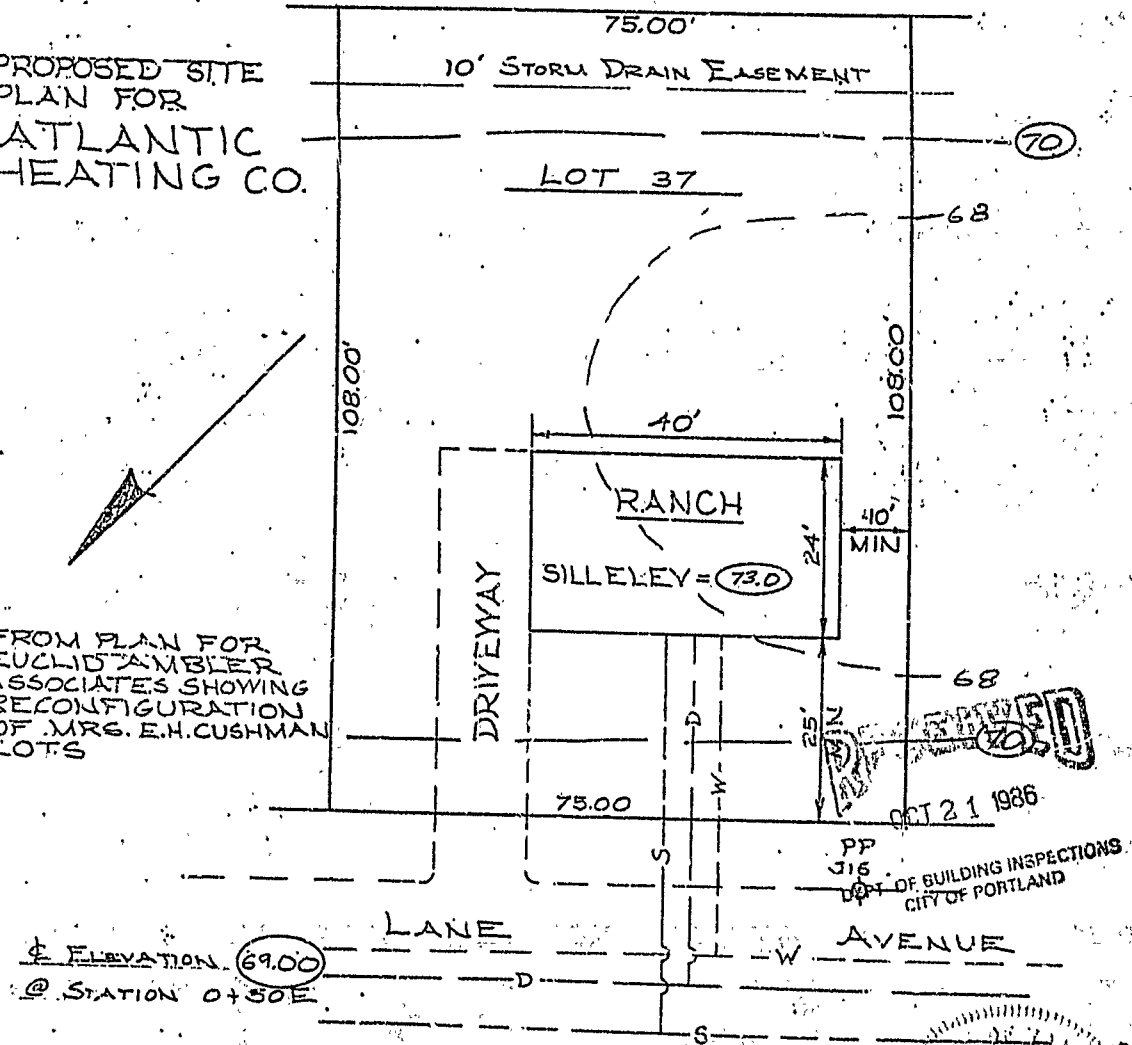 75.00'
PROPOSED SITE
PLAN FOR
ATLANTIC
HEATING CO.
10' STORM DRAIN EASEMENT
70
LOT 37
68
108.00'
108.00'
40'
RANCH
24'
10'
MIN
SILL ELEV = 73.0
DRIVEWAY
FROM PLAN FOR
EUCLID AMBLER
ASSOCIATES SHOWING
RECONFIGURATION
OF MRS. E.H. CUSHMAN
LOTS
68
D
25'
MIN
RECEIVED
70
W
75.00
OCT 21 1986
S
PP
J16
DEPT. OF BUILDING INSPECTIONS
CITY OF PORTLAND
LANE AVENUE
W
℄ ELEVATION 69.00
@ STATION 0+50E
D
S